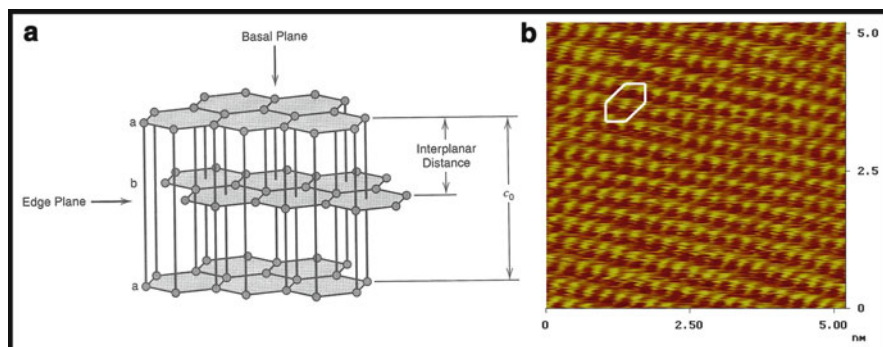 a
Basal Plane
a
b
a
Interplanar
Distance
c₀
Edge Plane
b
5.0
2.5
0
0
2.50
5.00
nм